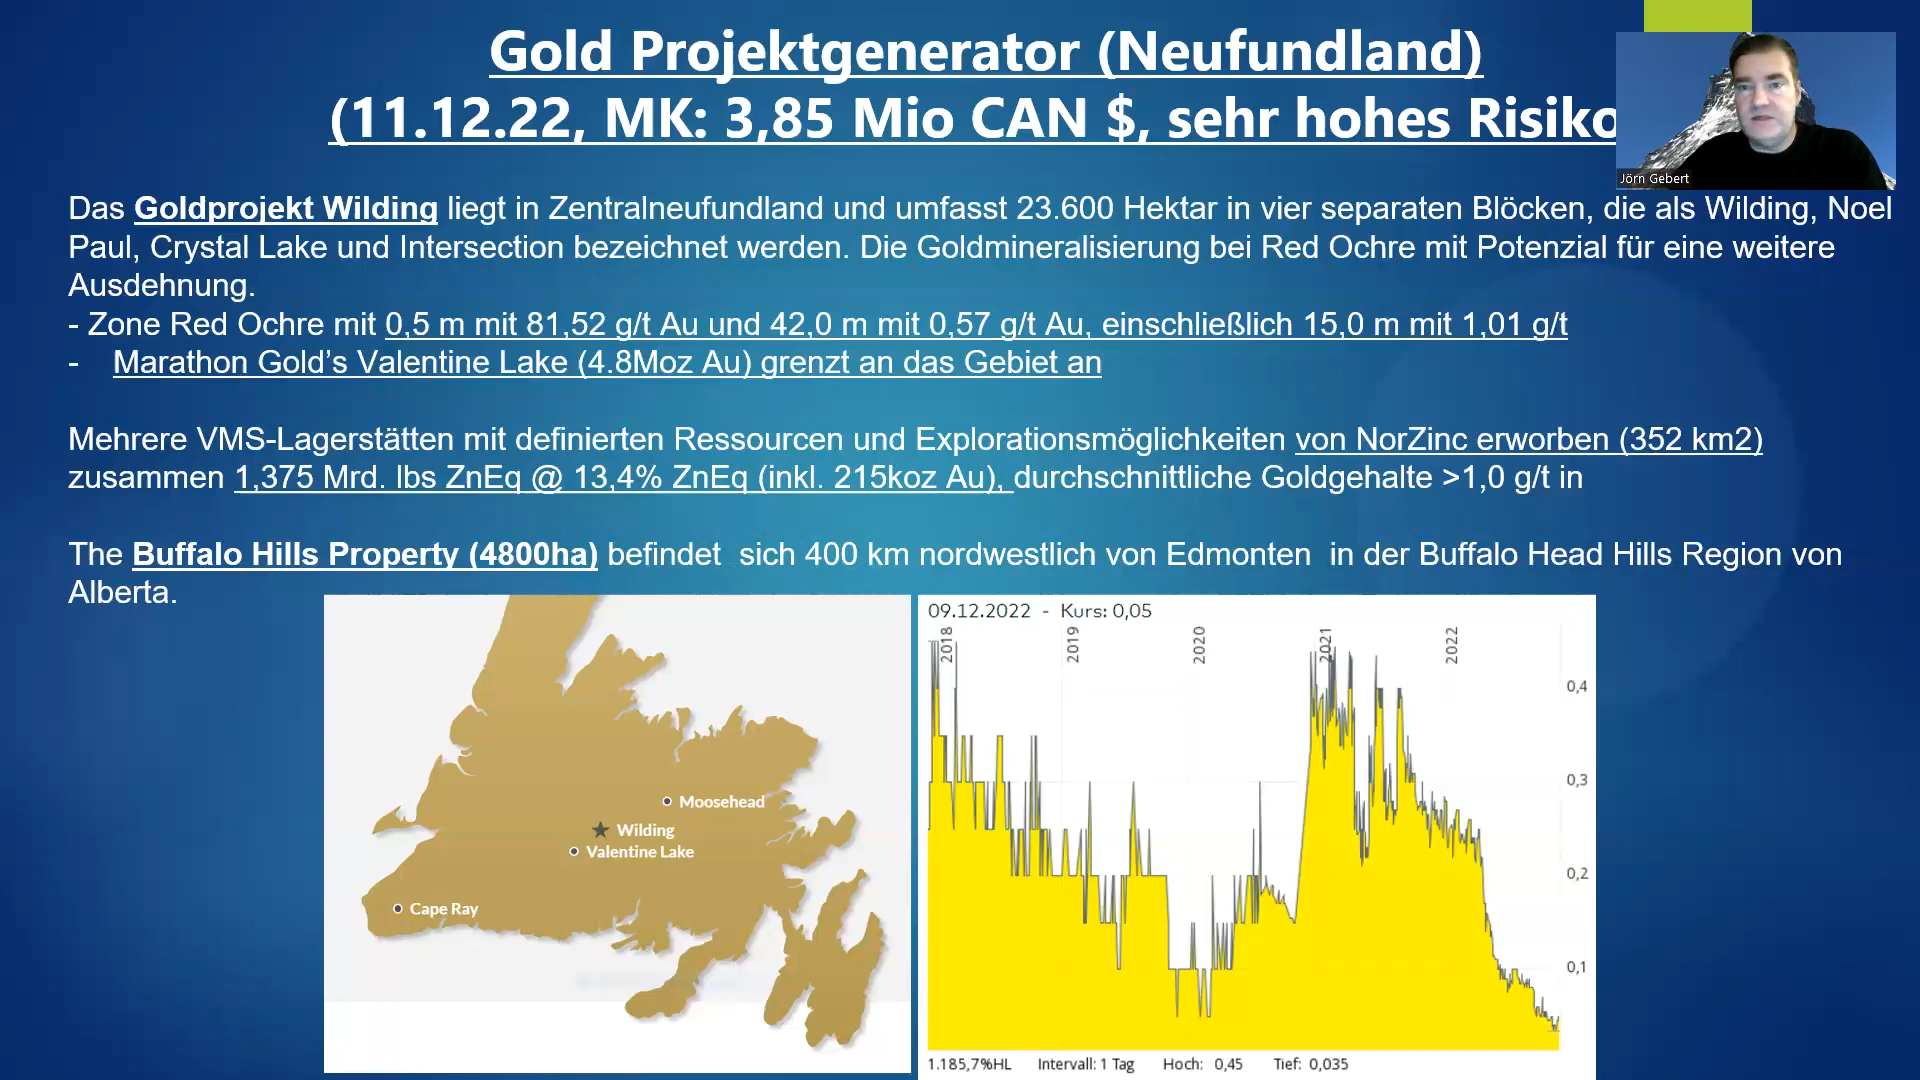 Gold Projektgenerator (Neufundland)
(11.12.22, MK: 3,85 Mio CAN $, sehr hohes Risiko
Jörn Gebert
Das Goldprojekt Wilding liegt in Zentralneufundland und umfasst 23.600 Hektar in vier separaten Blöcken, die als Wilding, Noel
Paul, Crystal Lake und Intersection bezeichnet werden. Die Goldmineralisierung bei Red Ochre mit Potenzial für eine weitere
Ausdehnung.
- Zone Red Ochre mit 0,5 m mit 81,52 g/t Au und 42,0 m mit 0,57 g/t Au, einschließlich 15,0 m mit 1,01 g/t
- Marathon Gold’s Valentine Lake (4.8Moz Au) grenzt an das Gebiet an
Mehrere VMS-Lagerstätten mit definierten Ressourcen und Explorationsmöglichkeiten von NorZinc erworben (352 km2)
zusammen 1,375 Mrd. lbs ZnEq @ 13,4% ZnEq (inkl. 215koz Au), durchschnittliche Goldgehalte >1,0 g/t in
The Buffalo Hills Property (4800ha) befindet  sich 400 km nordwestlich von Edmonten  in der Buffalo Head Hills Region von
Alberta.
Moosehead
Wilding
Valentine Lake
Cape Ray
09.12.2022 - Kurs: 0,05
2018 2019 2020 2021 2022
0,4
0,3
0,2
0,1
1.185,7%HL Intervall: 1 Tag Hoch: 0,45 Tief: 0,035